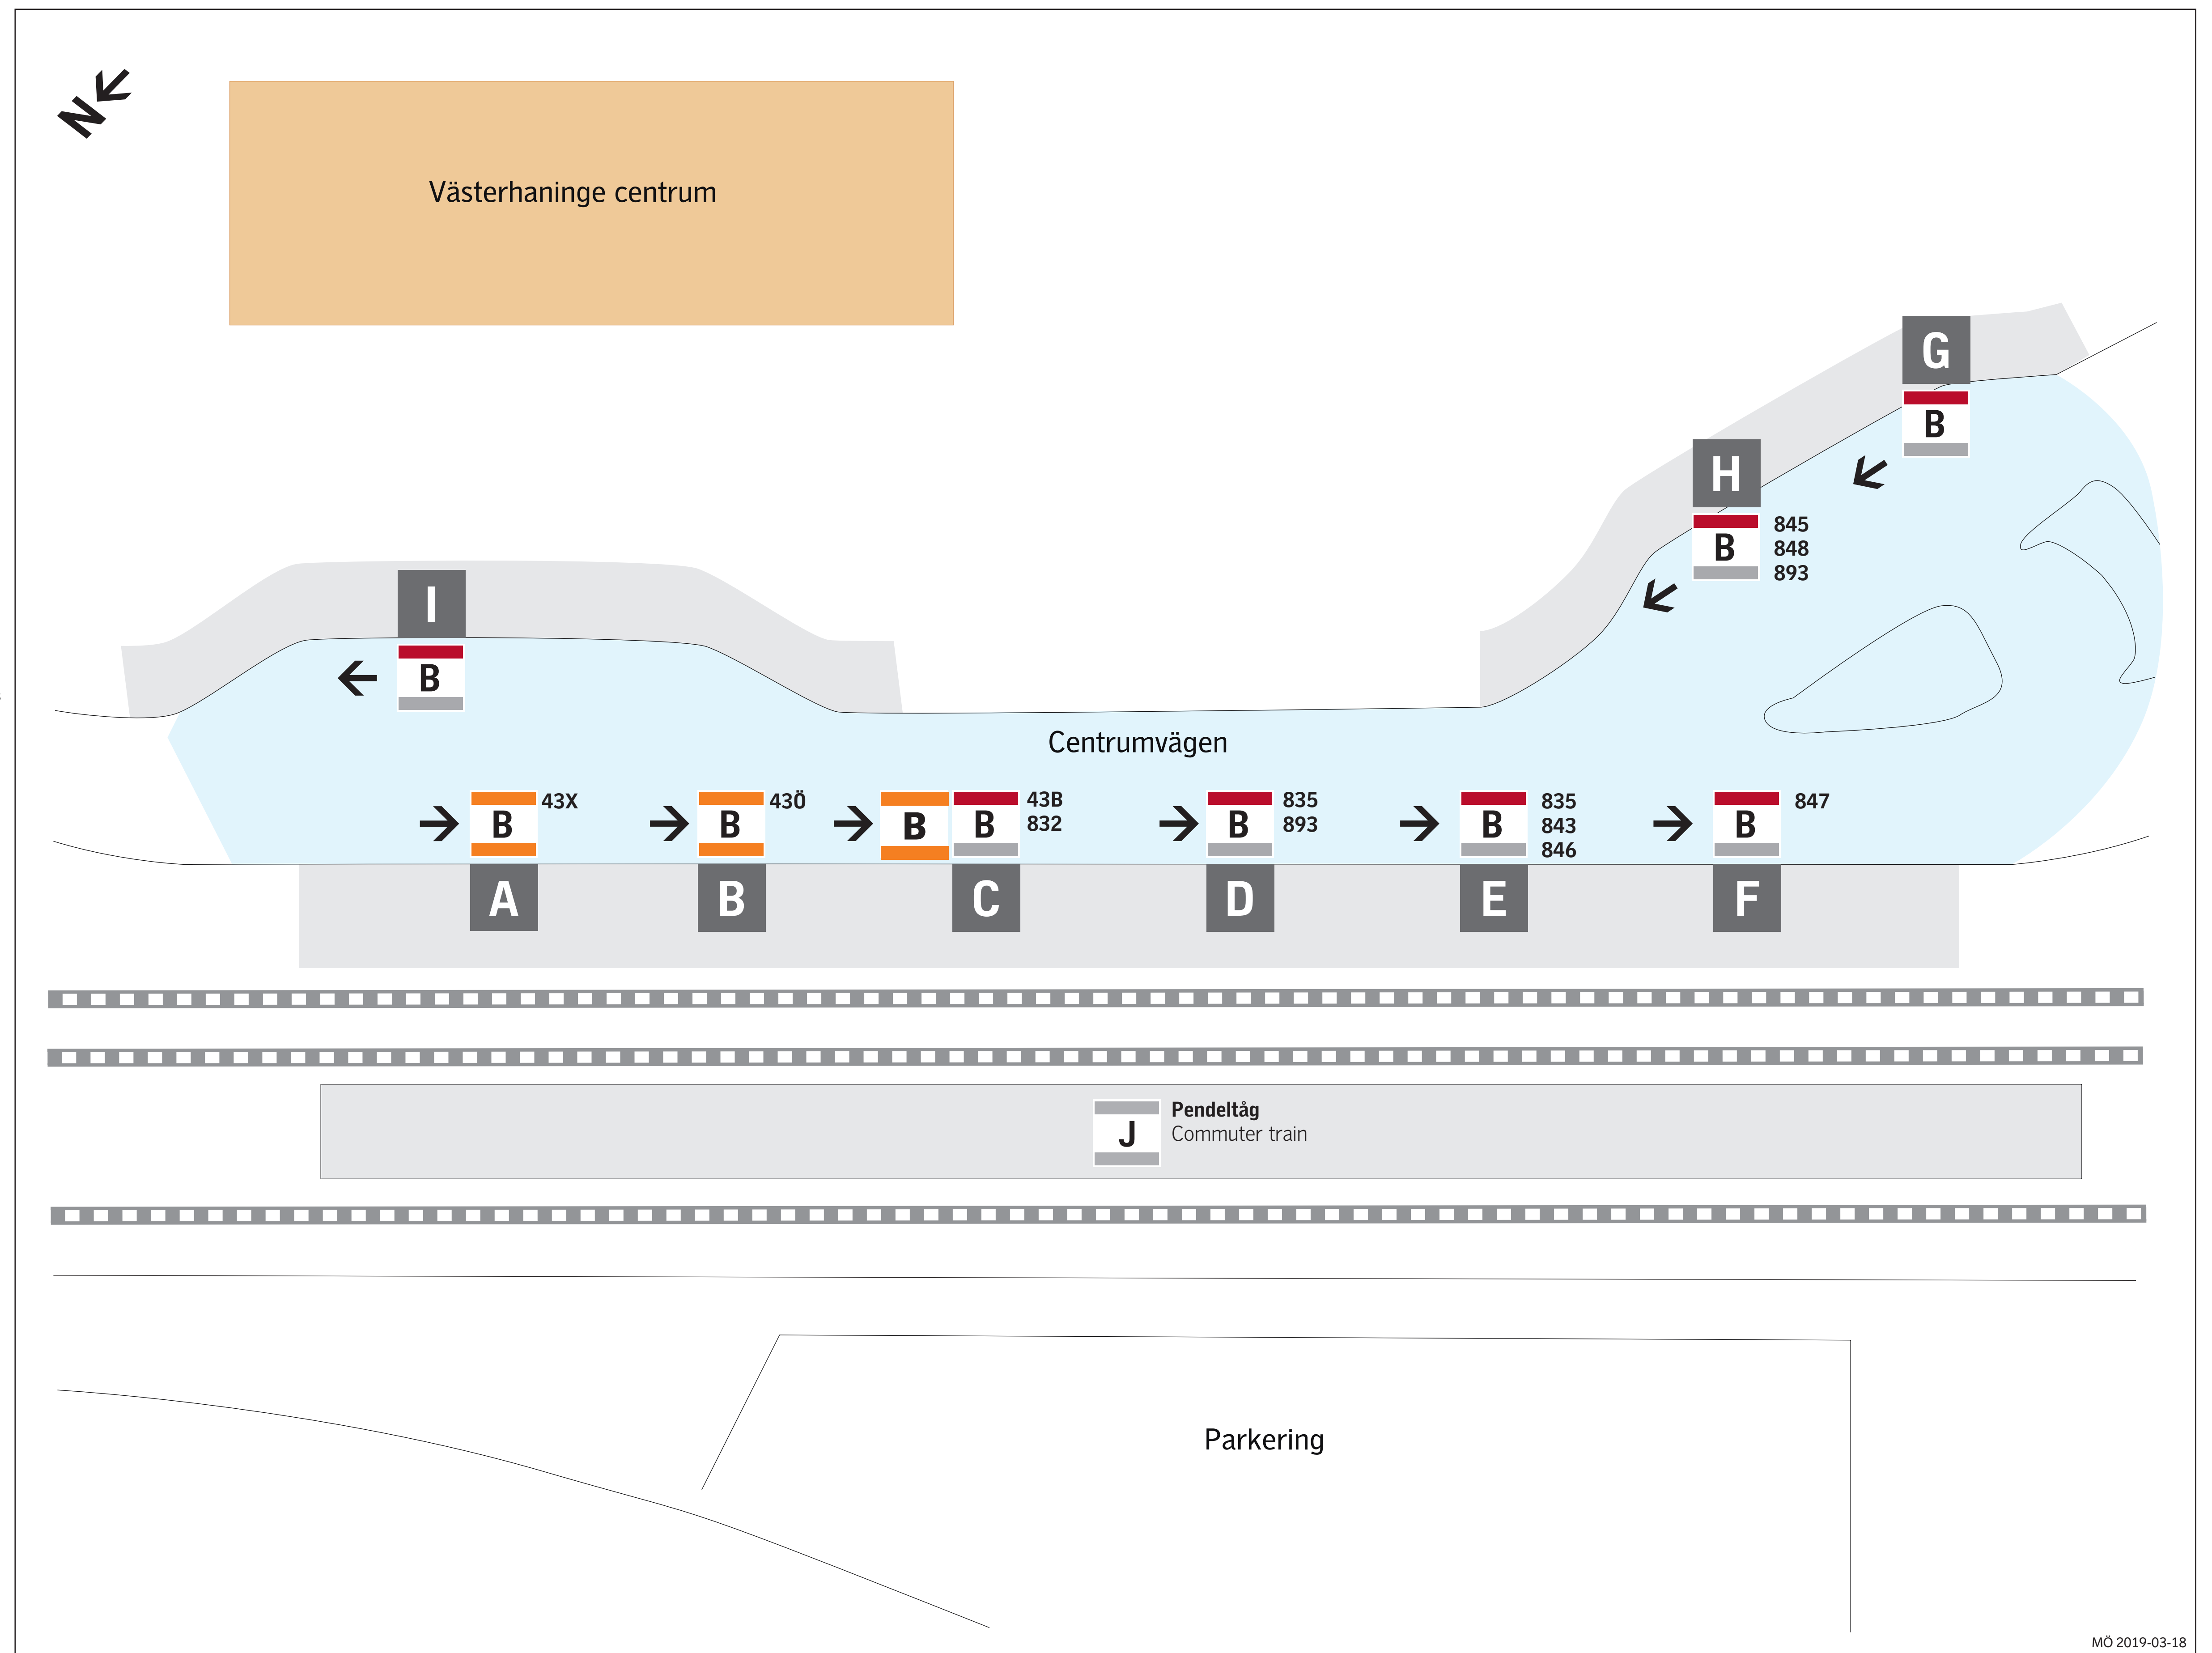 N
Västerhaninge centrum
G
B
H
B
845
848
893
I
B
Centrumvägen
B 43X
B 43Ö
B B 43B
832
B 835
893
B 835
843
846
B 847
A B C D E F
J Pendeltåg
Commuter train
Parkering
MÖ 2019-03-18